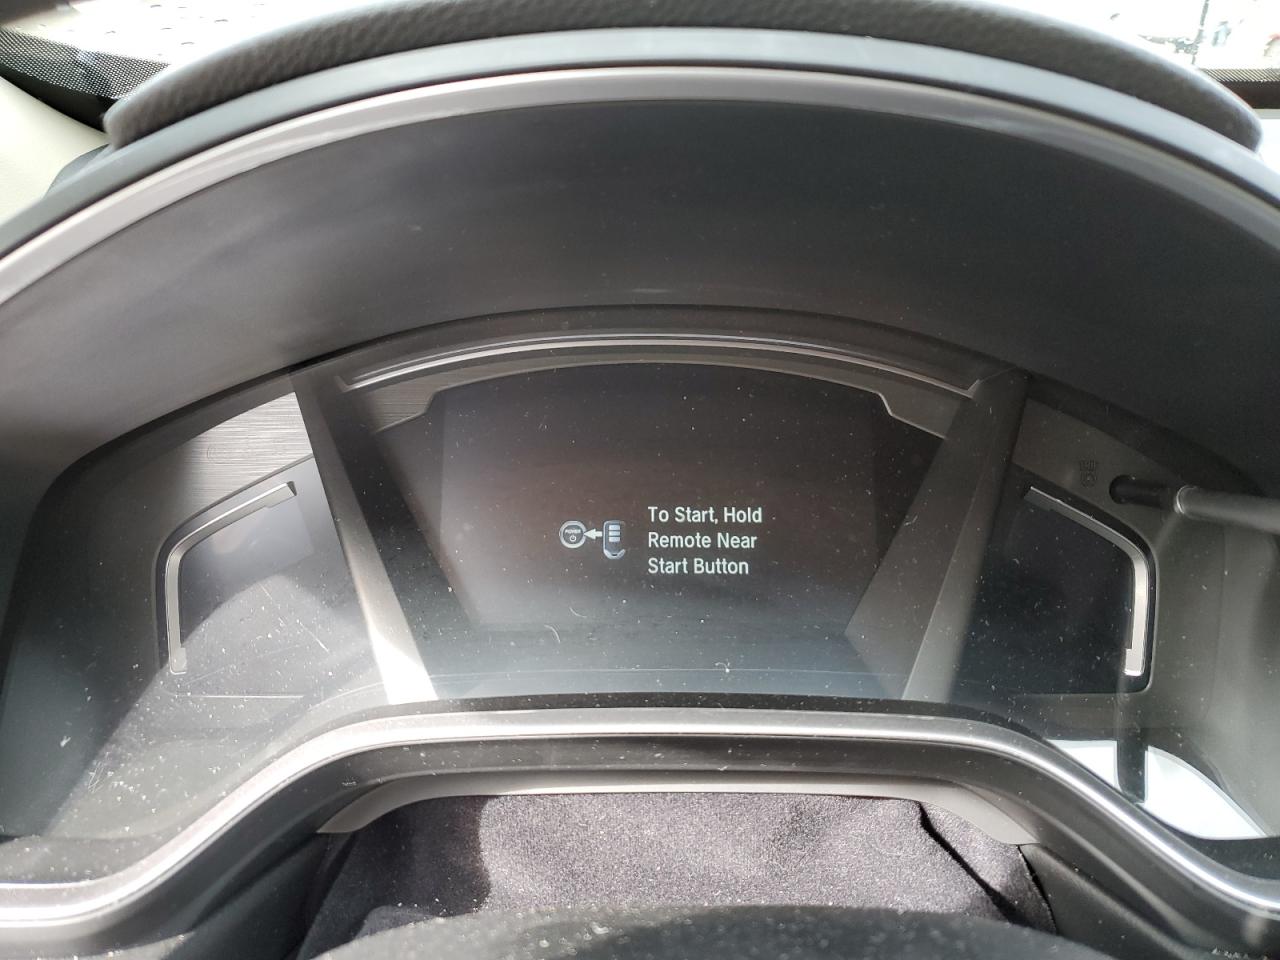 To Start, Hold
Remote Near
Start Button